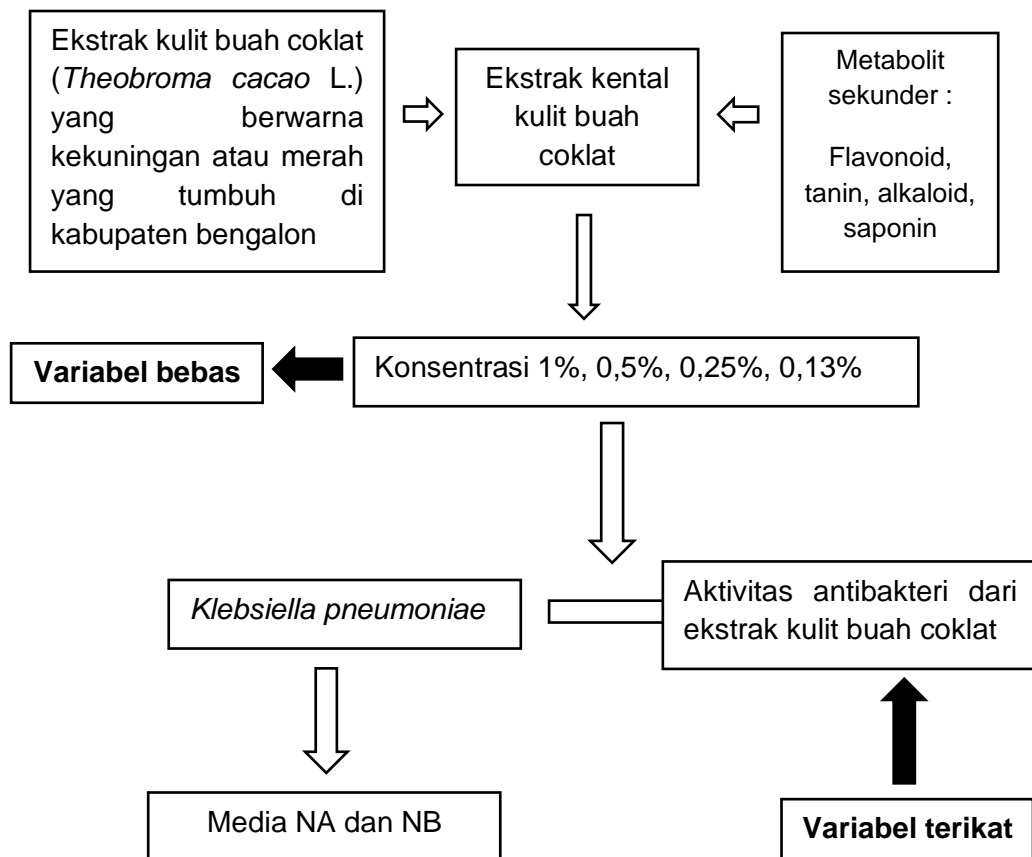 Ekstrak kulit buah coklat
(Theobroma cacao L.)
yang berwarna
kekuningan atau merah
yang tumbuh di
kabupaten bengalon
Ekstrak kental
kulit buah
coklat
Metabolit
sekunder :
Flavonoid,
tanin, alkaloid,
saponin
Variabel bebas
Konsentrasi 1%, 0,5%, 0,25%, 0,13%
Klebsiella pneumoniae
Aktivitas antibakteri dari
ekstrak kulit buah coklat
Media NA dan NB
Variabel terikat